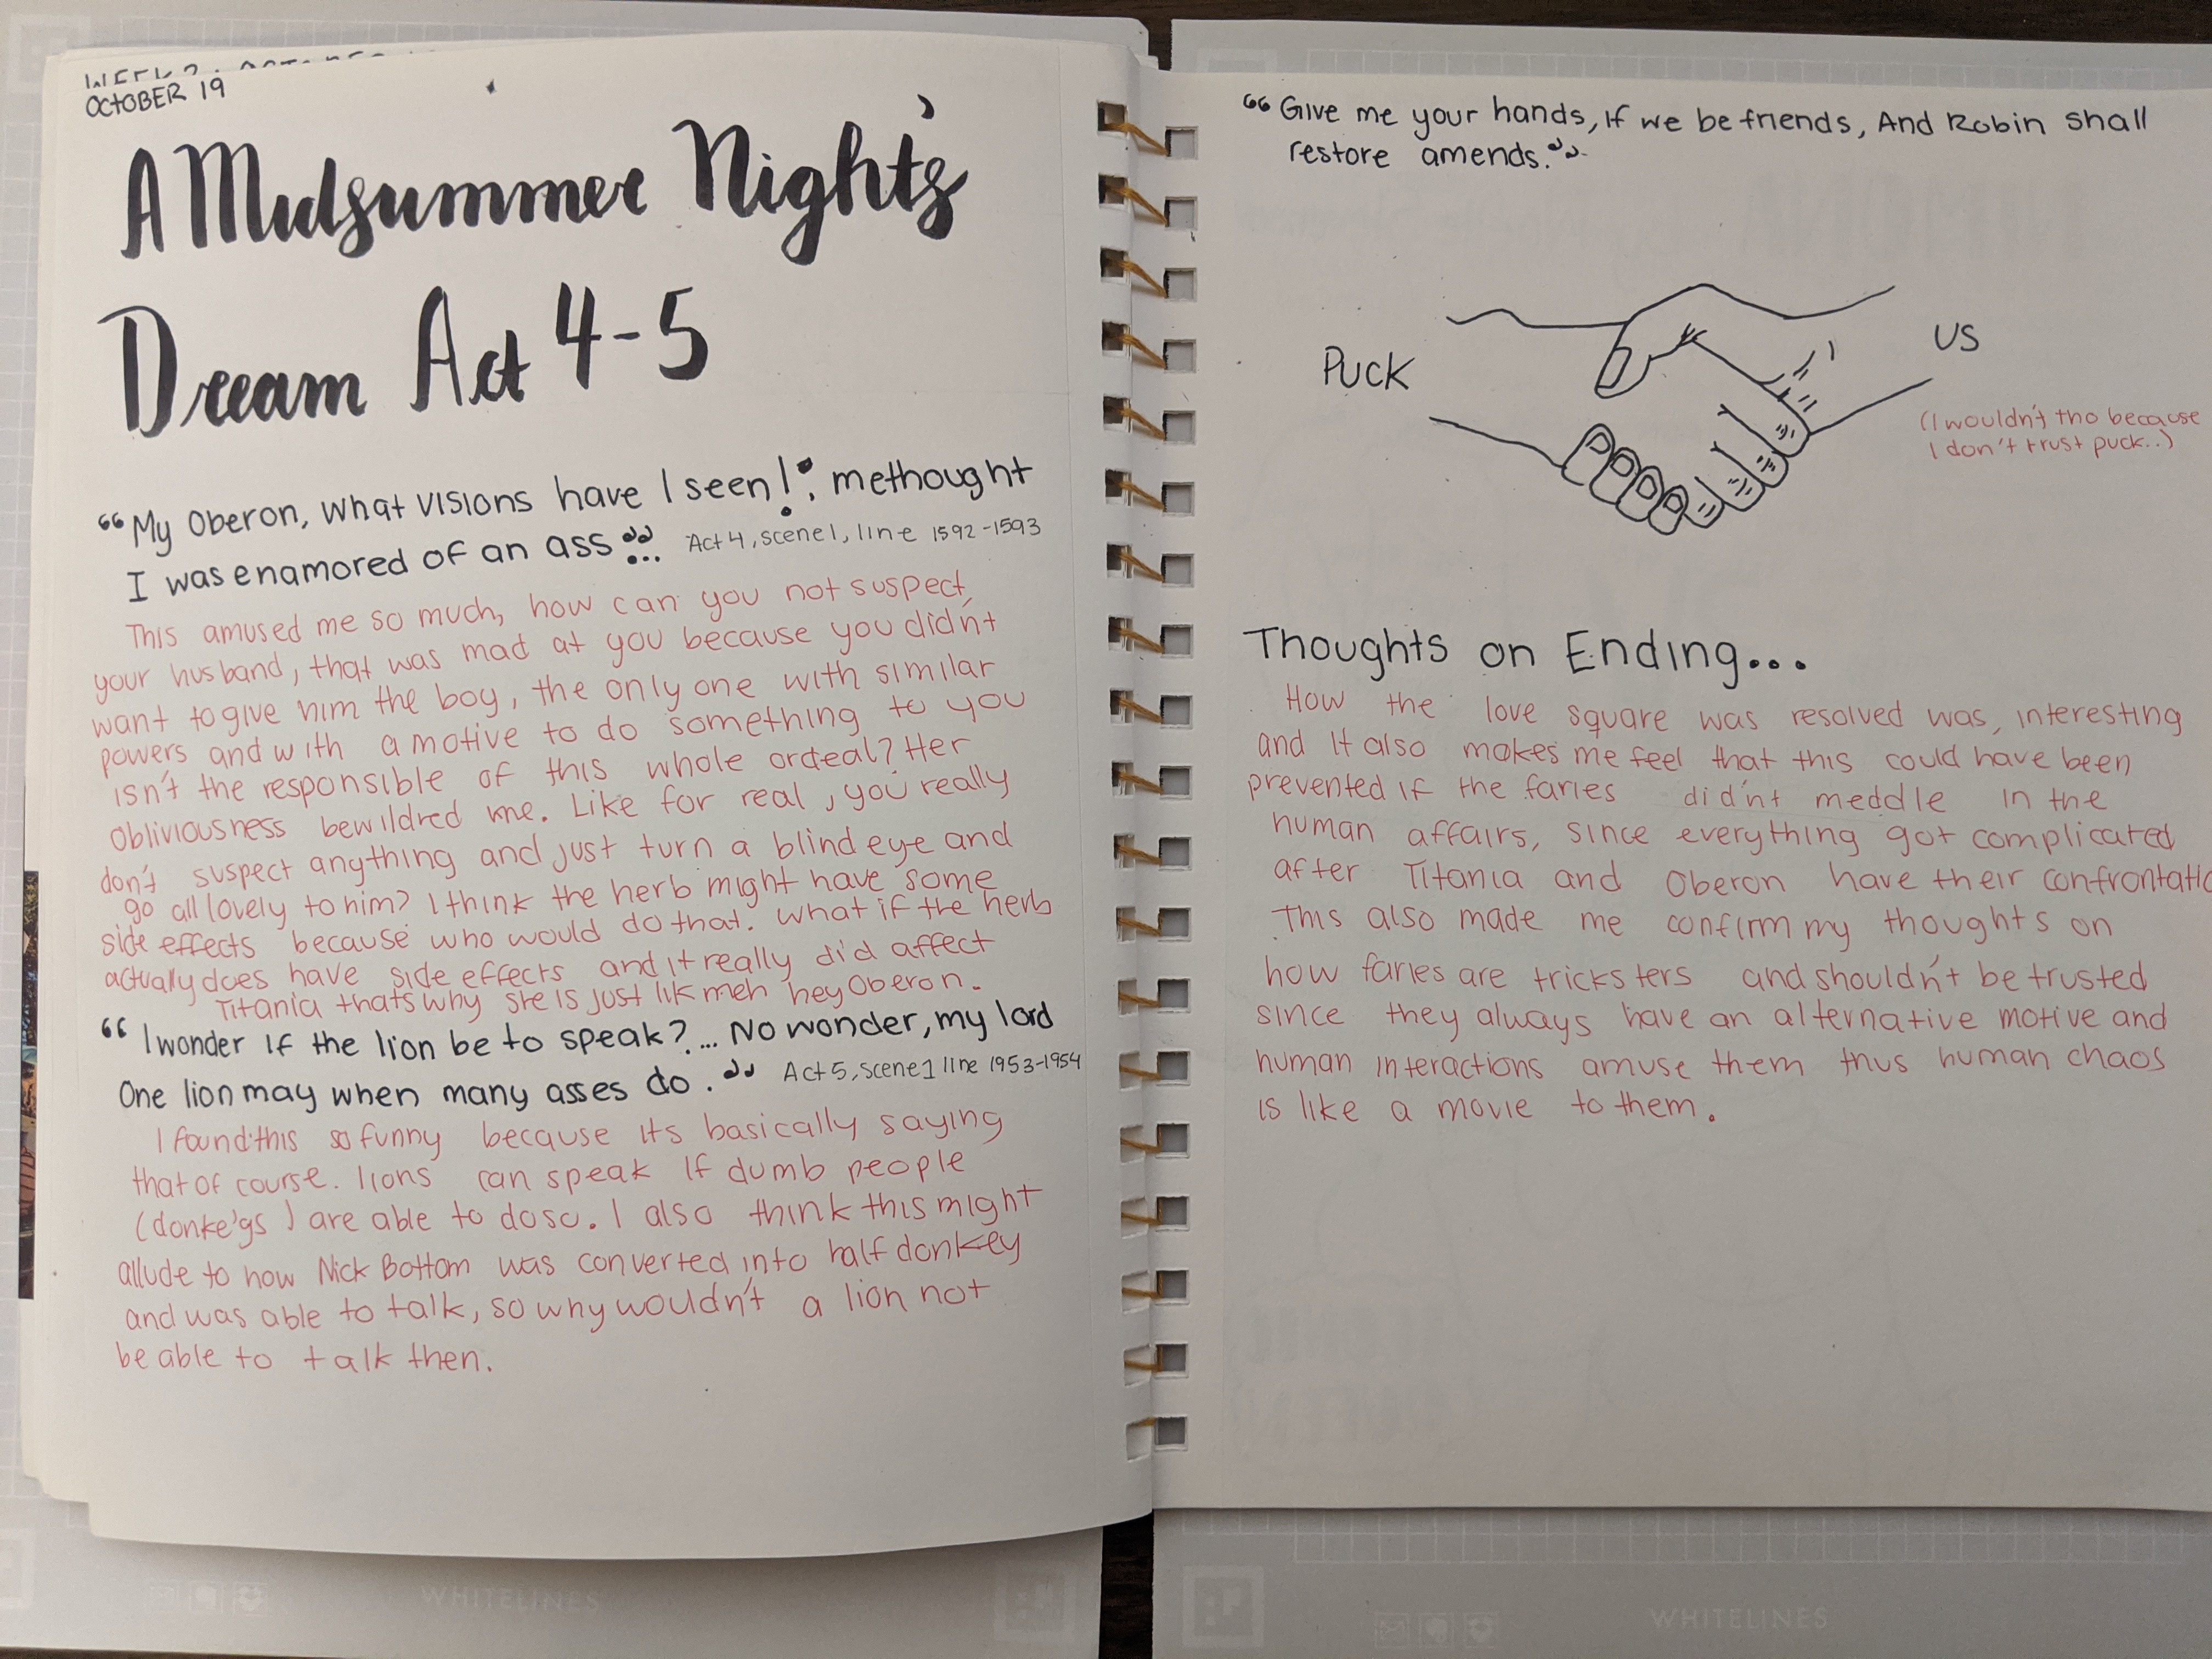 OCTOBER 19
A Midsummer Night's
Dream Act 4-5
“My Oberon, what visions have I seen! methought
I was enamored of an ass” Act 4, scene 1, line 1592-1593
This amused me so much, how can you not suspect,
your husband, that was mad at you because you didn't
want to give him the boy, the only one with similar
powers and with a motive to do something to you
isn't the responsible of this whole ordeal? Her
obliviousness bewildred me. Like for real, you really
don't suspect anything and just turn a blind eye and
go all lovely to him? I think the herb might have some
side effects because who would do that. What if the herb
actually does have side effects and it really did affect
Titania thats why she is just lik meh hey Oberon.
“I wonder if the lion be to speak? ... No wonder, my lord
One lion may when many asses do.” Act 5, scene 1 line 1953-1954
I found this so funny because its basically saying
that of course. lions can speak if dumb people
(donke'ys) are able to do so. I also think this might
allude to how Nick Bottom was converted into half donkey
and was able to talk, so why wouldn't a lion not
be able to talk then.
WHITELINES
“Give me your hands, If we be friends, And Robin shall
restore amends.”
PUCK
US
(I wouldn't tho because
I don't trust puck..)
Thoughts on Ending...
How the love square was resolved was, interesting
and it also makes me feel that this could have been
prevented if the faries did'nt meddle in the
human affairs, since everything got complicated
after Titania and Oberon have their confrontatio
This also made me confirm my thoughts on
how faries are tricksters and shouldn't be trusted
since they always have an alternative motive and
human interactions amuse them thus human chaos
is like a movie to them.
WHITELINES